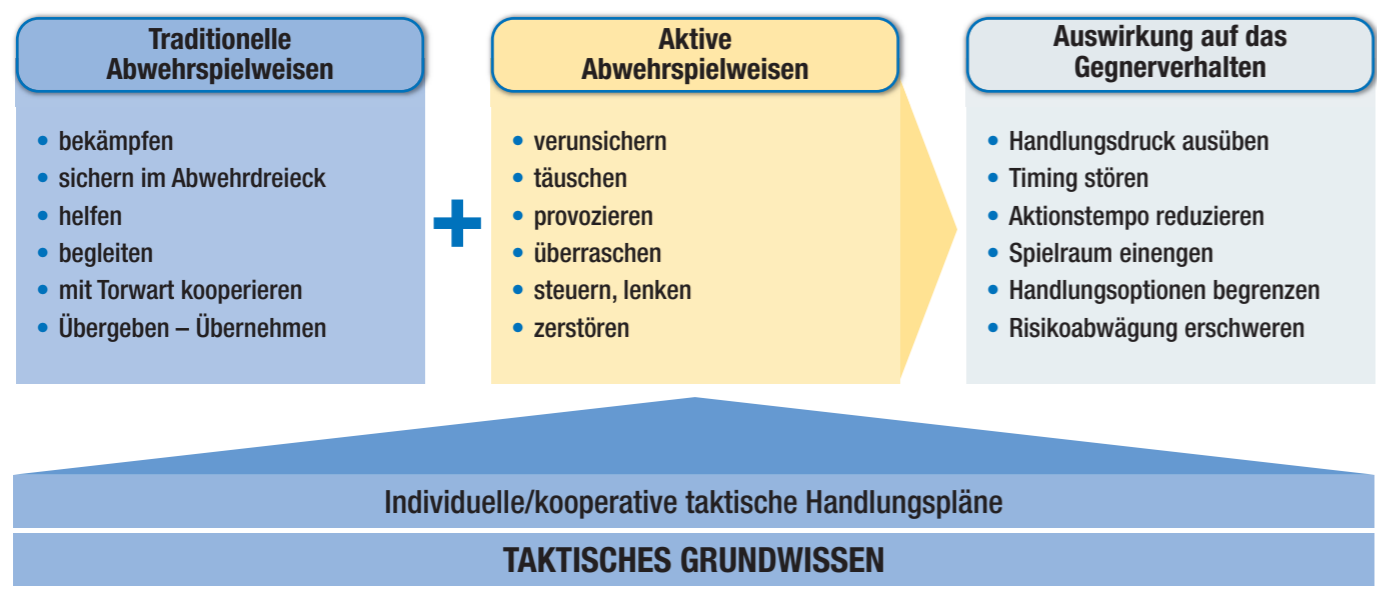 Traditionelle
Abwehrspielweisen
• bekämpfen
• sichern im Abwehrdreieck
• helfen
• begleiten
• mit Torwart kooperieren
• Übergeben – Übernehmen
+
Aktive
Abwehrspielweisen
• verunsichern
• täuschen
• provozieren
• überraschen
• steuern, lenken
• zerstören
Auswirkung auf das
Gegnerverhalten
• Handlungsdruck ausüben
• Timing stören
• Aktionstempo reduzieren
• Spielraum einengen
• Handlungsoptionen begrenzen
• Risikoabwägung erschweren
Individuelle/kooperative taktische Handlungspläne
TAKTISCHES GRUNDWISSEN